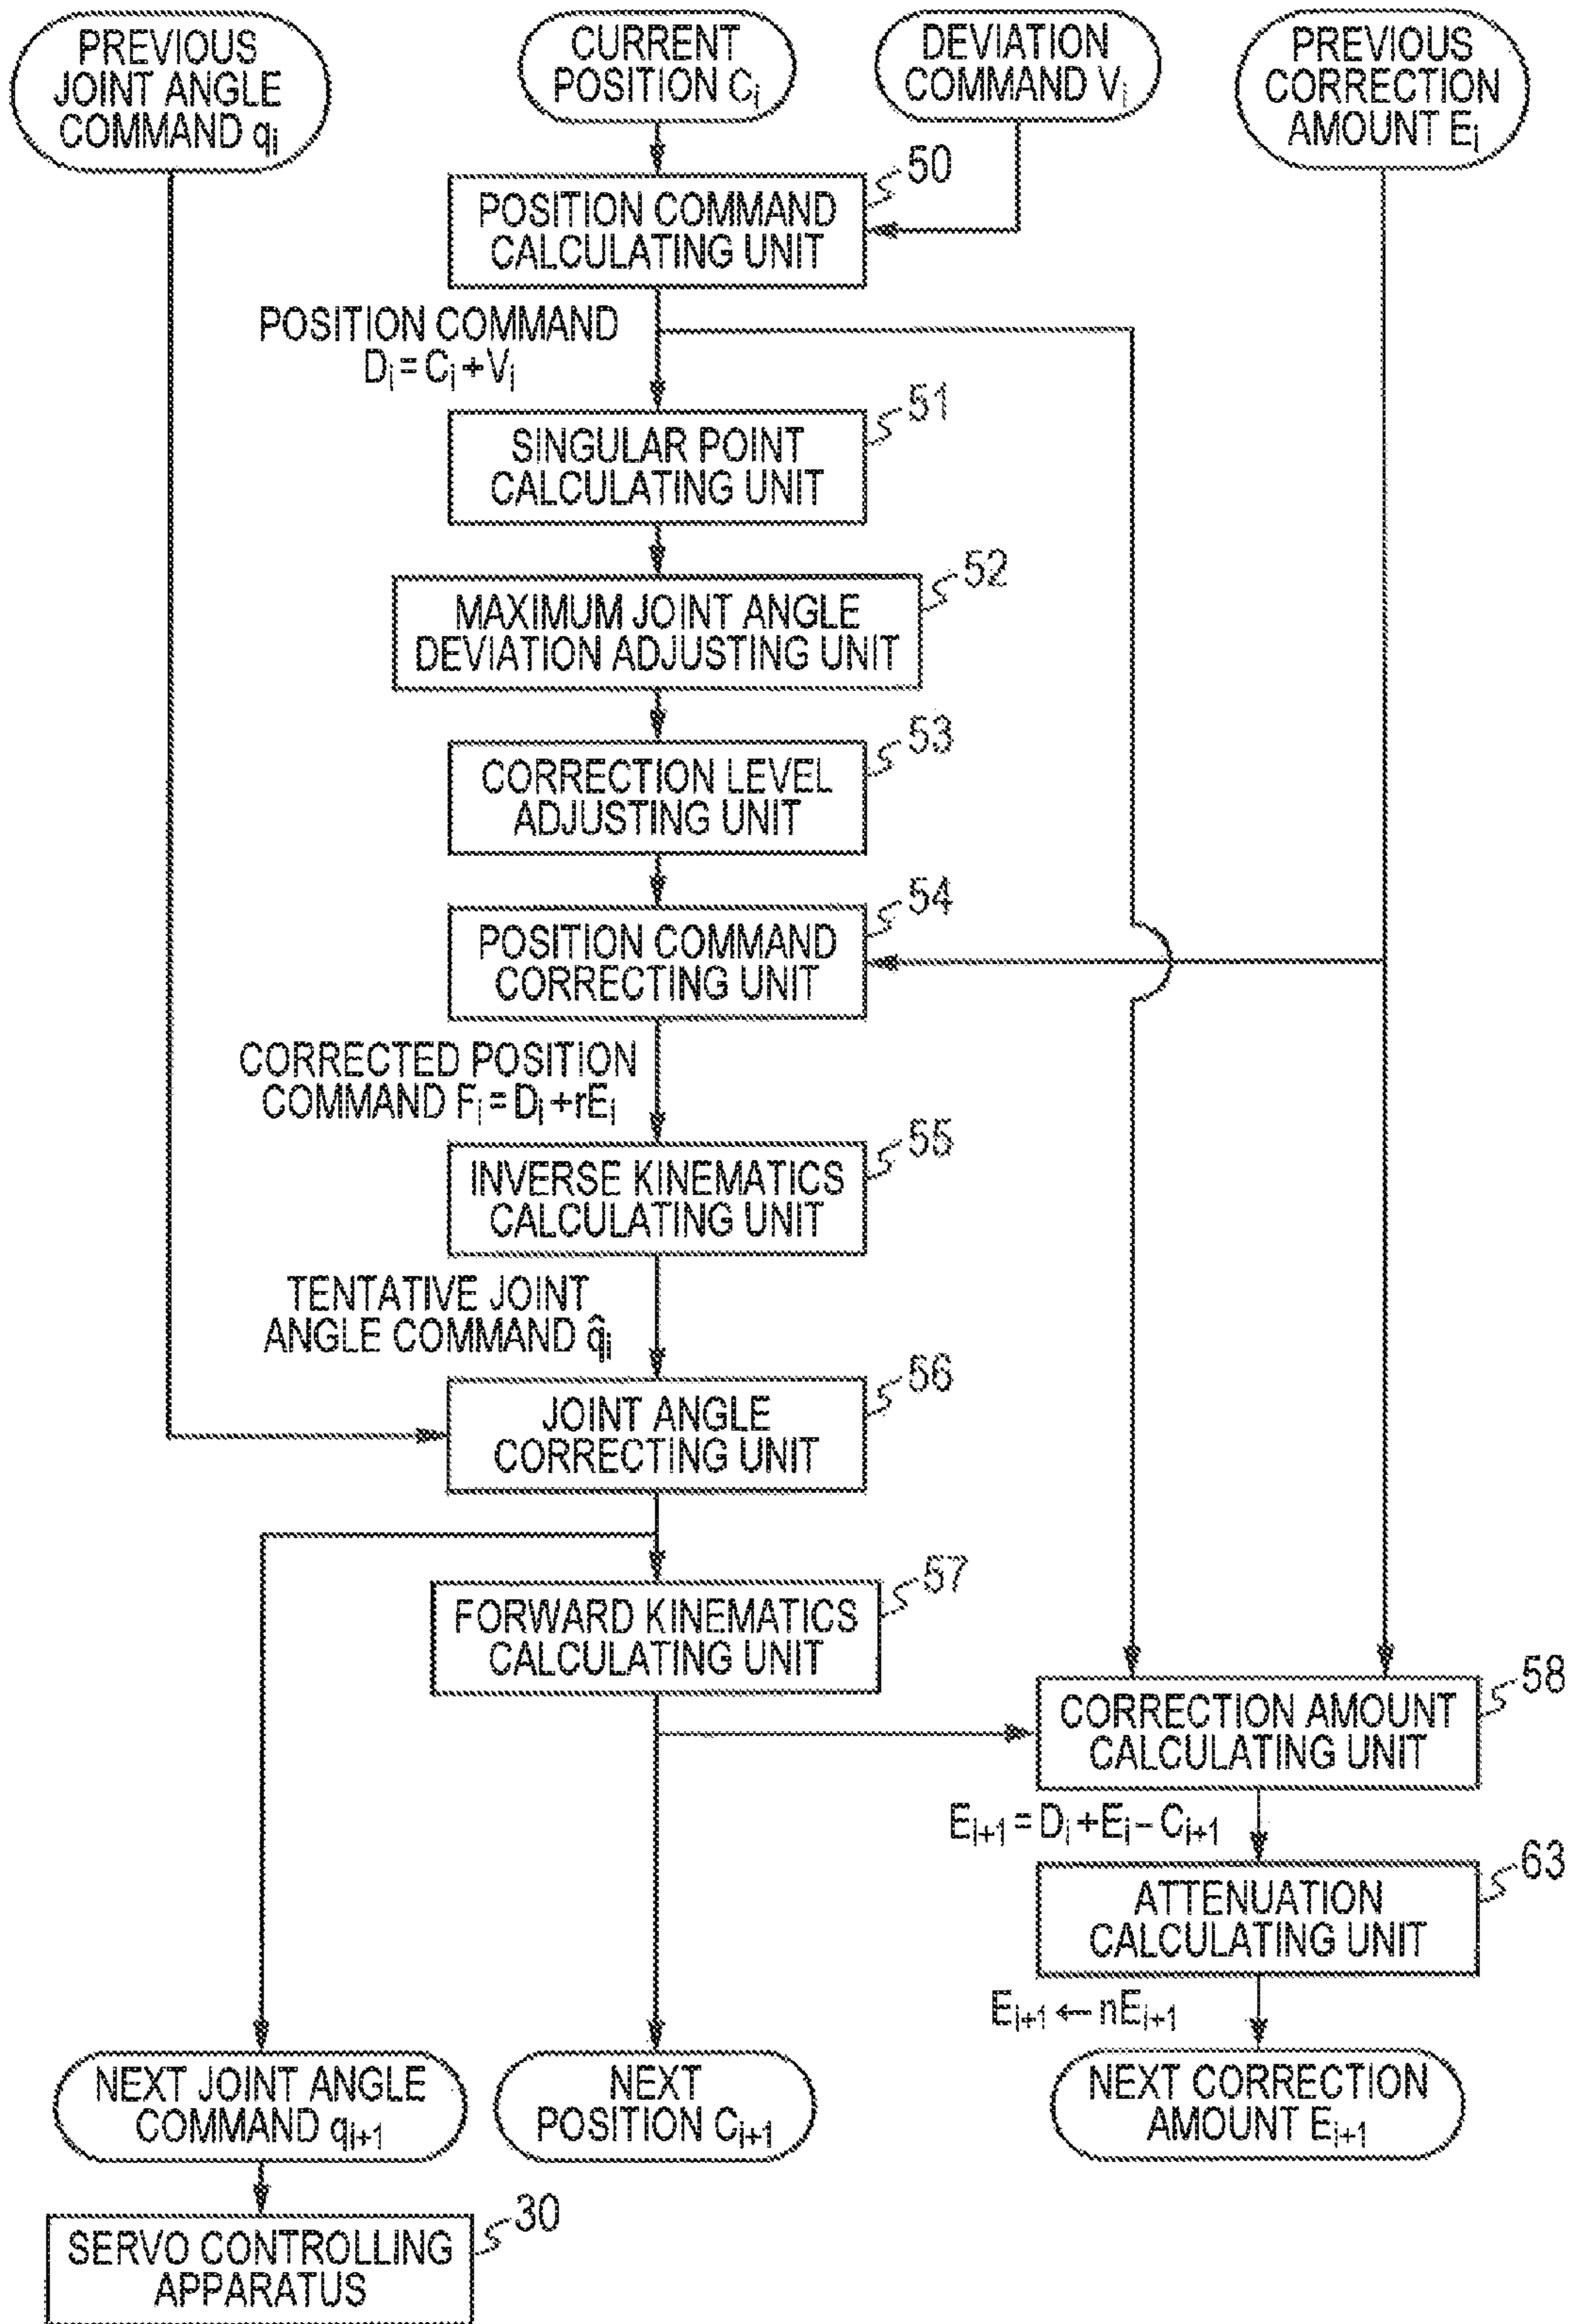 PREVIOUS
JOINT ANGLE
COMMAND qi
CURRENT
POSITION Ci
DEVIATION
COMMAND Vi
PREVIOUS
CORRECTION
AMOUNT Ei
50
POSITION COMMAND
CALCULATING UNIT
POSITION COMMAND
Di = Ci + Vi
51
SINGULAR POINT
CALCULATING UNIT
52
MAXIMUM JOINT ANGLE
DEVIATION ADJUSTING UNIT
53
CORRECTION LEVEL
ADJUSTING UNIT
54
POSITION COMMAND
CORRECTING UNIT
CORRECTED POSITION
COMMAND Fi = Di + rEi
55
INVERSE KINEMATICS
CALCULATING UNIT
TENTATIVE JOINT
ANGLE COMMAND q̂i
56
JOINT ANGLE
CORRECTING UNIT
57
FORWARD KINEMATICS
CALCULATING UNIT
58
CORRECTION AMOUNT
CALCULATING UNIT
Ei+1 = Di + Ei – Ci+1
63
ATTENUATION
CALCULATING UNIT
Ei+1 ← nEi+1
NEXT JOINT ANGLE
COMMAND qi+1
NEXT
POSITION Ci+1
NEXT CORRECTION
AMOUNT Ei+1
30
SERVO CONTROLLING
APPARATUS